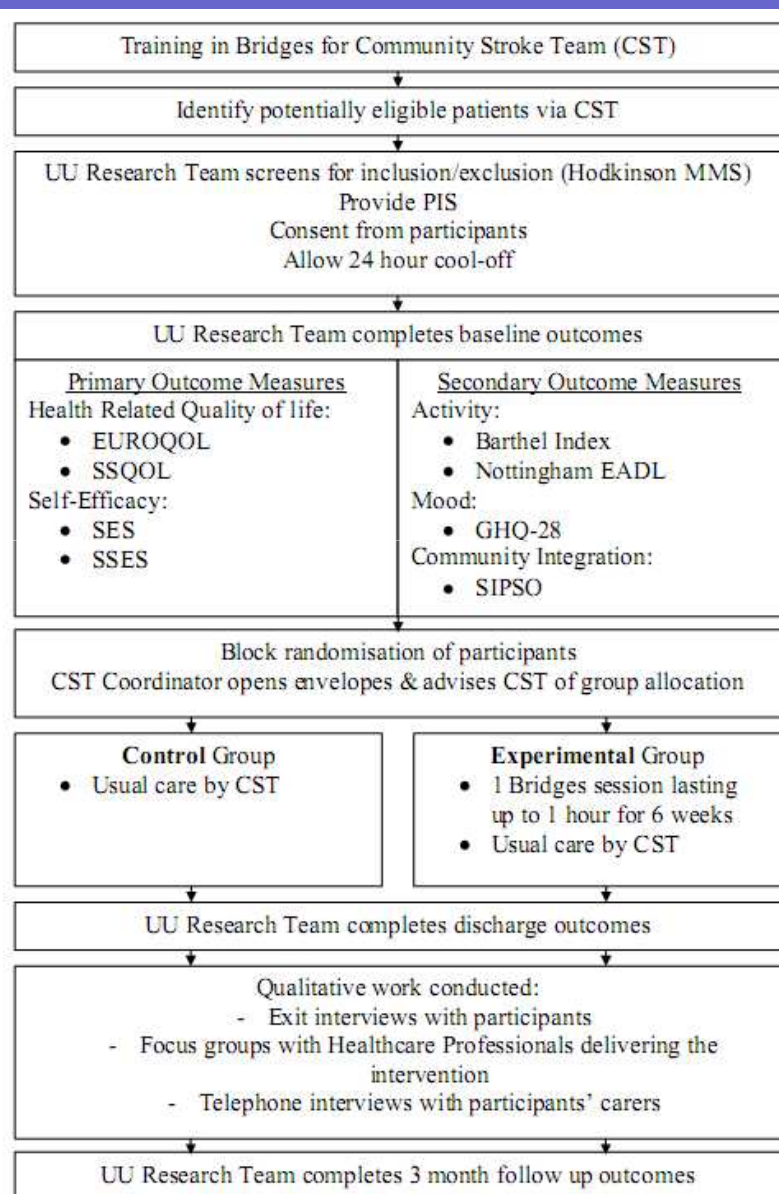 Training in Bridges for Community Stroke Team (CST)
Identify potentially eligible patients via CST
UU Research Team screens for inclusion/exclusion (Hodkinson MMS)
Provide PIS
Consent from participants
Allow 24 hour cool-off
UU Research Team completes baseline outcomes
Primary Outcome Measures
Health Related Quality of life:
• EUROQOL
• SSQOL
Self-Efficacy:
• SES
• SSES
Secondary Outcome Measures
Activity:
• Barthel Index
• Nottingham EADL
Mood:
• GHQ-28
Community Integration:
• SIPSO
Block randomisation of participants
CST Coordinator opens envelopes & advises CST of group allocation
Control Group
• Usual care by CST
Experimental Group
• 1 Bridges session lasting
up to 1 hour for 6 weeks
• Usual care by CST
UU Research Team completes discharge outcomes
Qualitative work conducted:
- Exit interviews with participants
- Focus groups with Healthcare Professionals delivering the
intervention
- Telephone interviews with participants' carers
UU Research Team completes 3 month follow up outcomes